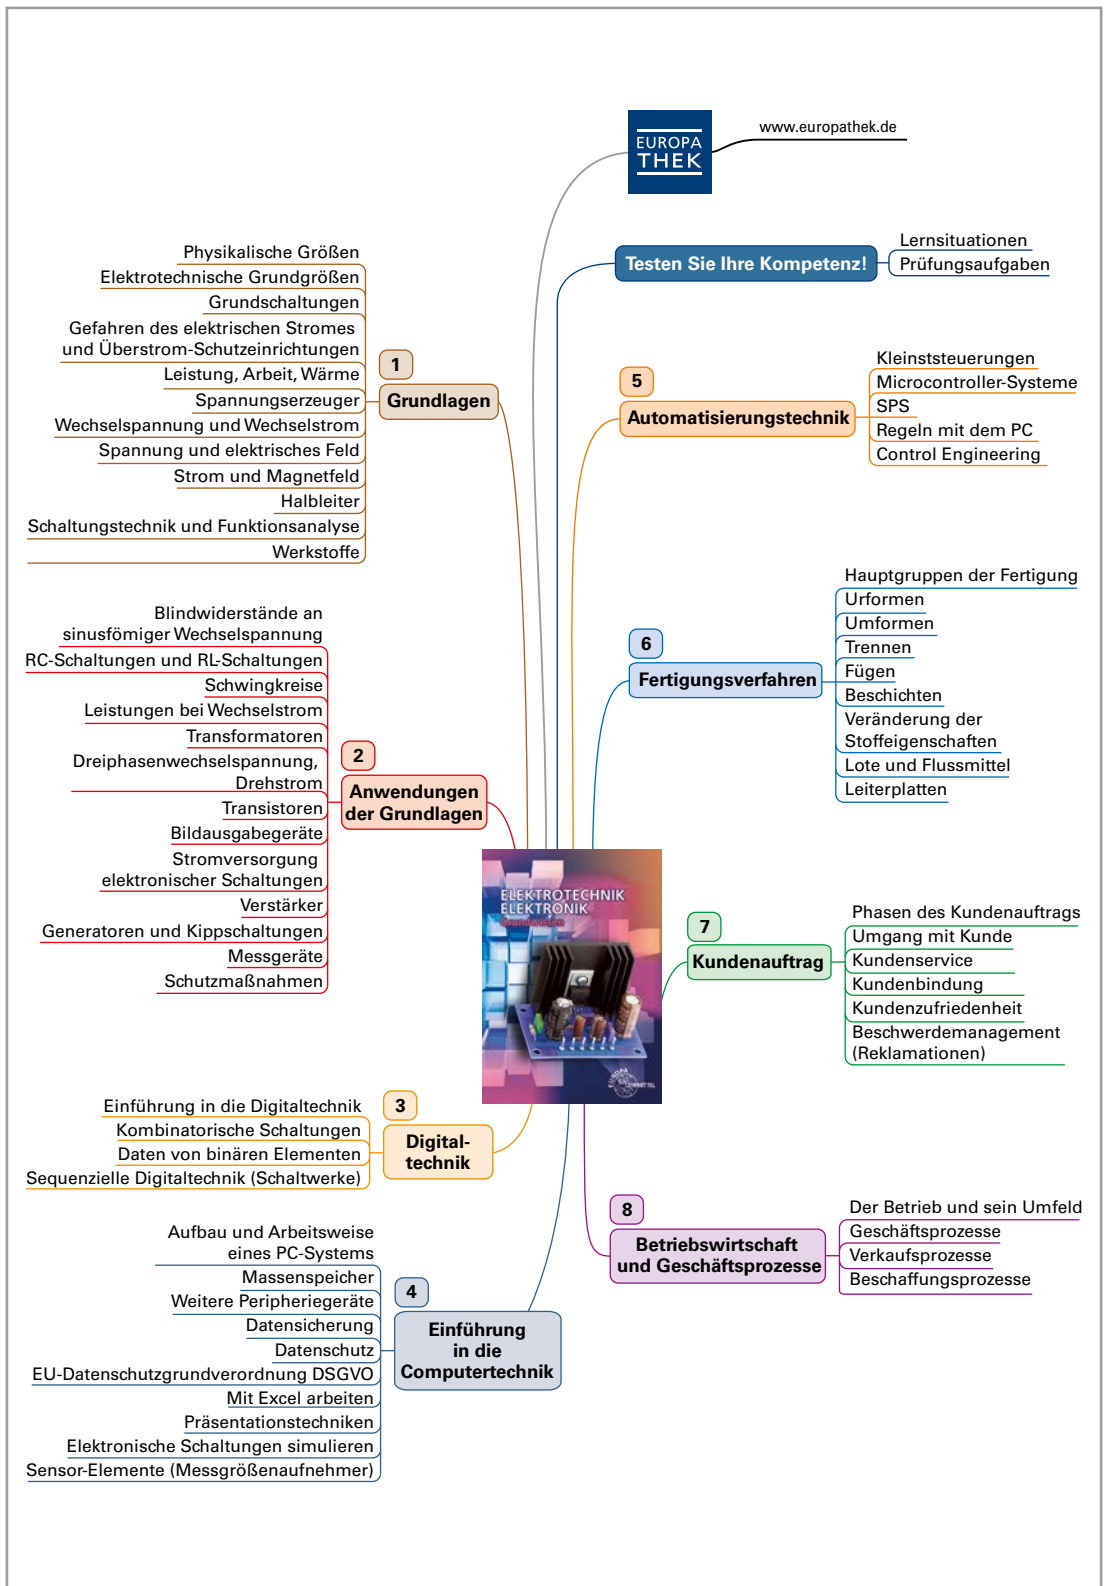 EUROPA
THEK
www.europathek.de
Testen Sie Ihre Kompetenz!
Lernsituationen
Prüfungsaufgaben
Physikalische Größen
Elektrotechnische Grundgrößen
Grundschaltungen
Gefahren des elektrischen Stromes
und Überstrom-Schutzeinrichtungen
Leistung, Arbeit, Wärme
Spannungserzeuger
Wechselspannung und Wechselstrom
Spannung und elektrisches Feld
Strom und Magnetfeld
Halbleiter
Schaltungstechnik und Funktionsanalyse
Werkstoffe
1
Grundlagen
5
Automatisierungstechnik
Kleinststeuerungen
Microcontroller-Systeme
SPS
Regeln mit dem PC
Control Engineering
Blindwiderstände an
sinusfömiger Wechselspannung
RC-Schaltungen und RL-Schaltungen
Schwingkreise
Leistungen bei Wechselstrom
Transformatoren
Dreiphasenwechselspannung,
Drehstrom
Transistoren
Bildausgabegeräte
Stromversorgung
elektronischer Schaltungen
Verstärker
Generatoren und Kippschaltungen
Messgeräte
Schutzmaßnahmen
2
Anwendungen
der Grundlagen
6
Fertigungsverfahren
Hauptgruppen der Fertigung
Urformen
Umformen
Trennen
Fügen
Beschichten
Veränderung der
Stoffeigenschaften
Lote und Flussmittel
Leiterplatten
ELEKTROTECHNIK
ELEKTRONIK
Grundwissen
EUROPA
LEHRMITTEL
7
Kundenauftrag
Phasen des Kundenauftrags
Umgang mit Kunde
Kundenservice
Kundenbindung
Kundenzufriedenheit
Beschwerdemanagement
(Reklamationen)
Einführung in die Digitaltechnik
Kombinatorische Schaltungen
Daten von binären Elementen
Sequenzielle Digitaltechnik (Schaltwerke)
3
Digital-
technik
8
Betriebswirtschaft
und Geschäftsprozesse
Der Betrieb und sein Umfeld
Geschäftsprozesse
Verkaufsprozesse
Beschaffungsprozesse
Aufbau und Arbeitsweise
eines PC-Systems
Massenspeicher
Weitere Peripheriegeräte
Datensicherung
Datenschutz
EU-Datenschutzgrundverordnung DSGVO
Mit Excel arbeiten
Präsentationstechniken
Elektronische Schaltungen simulieren
Sensor-Elemente (Messgrößenaufnehmer)
4
Einführung
in die
Computertechnik